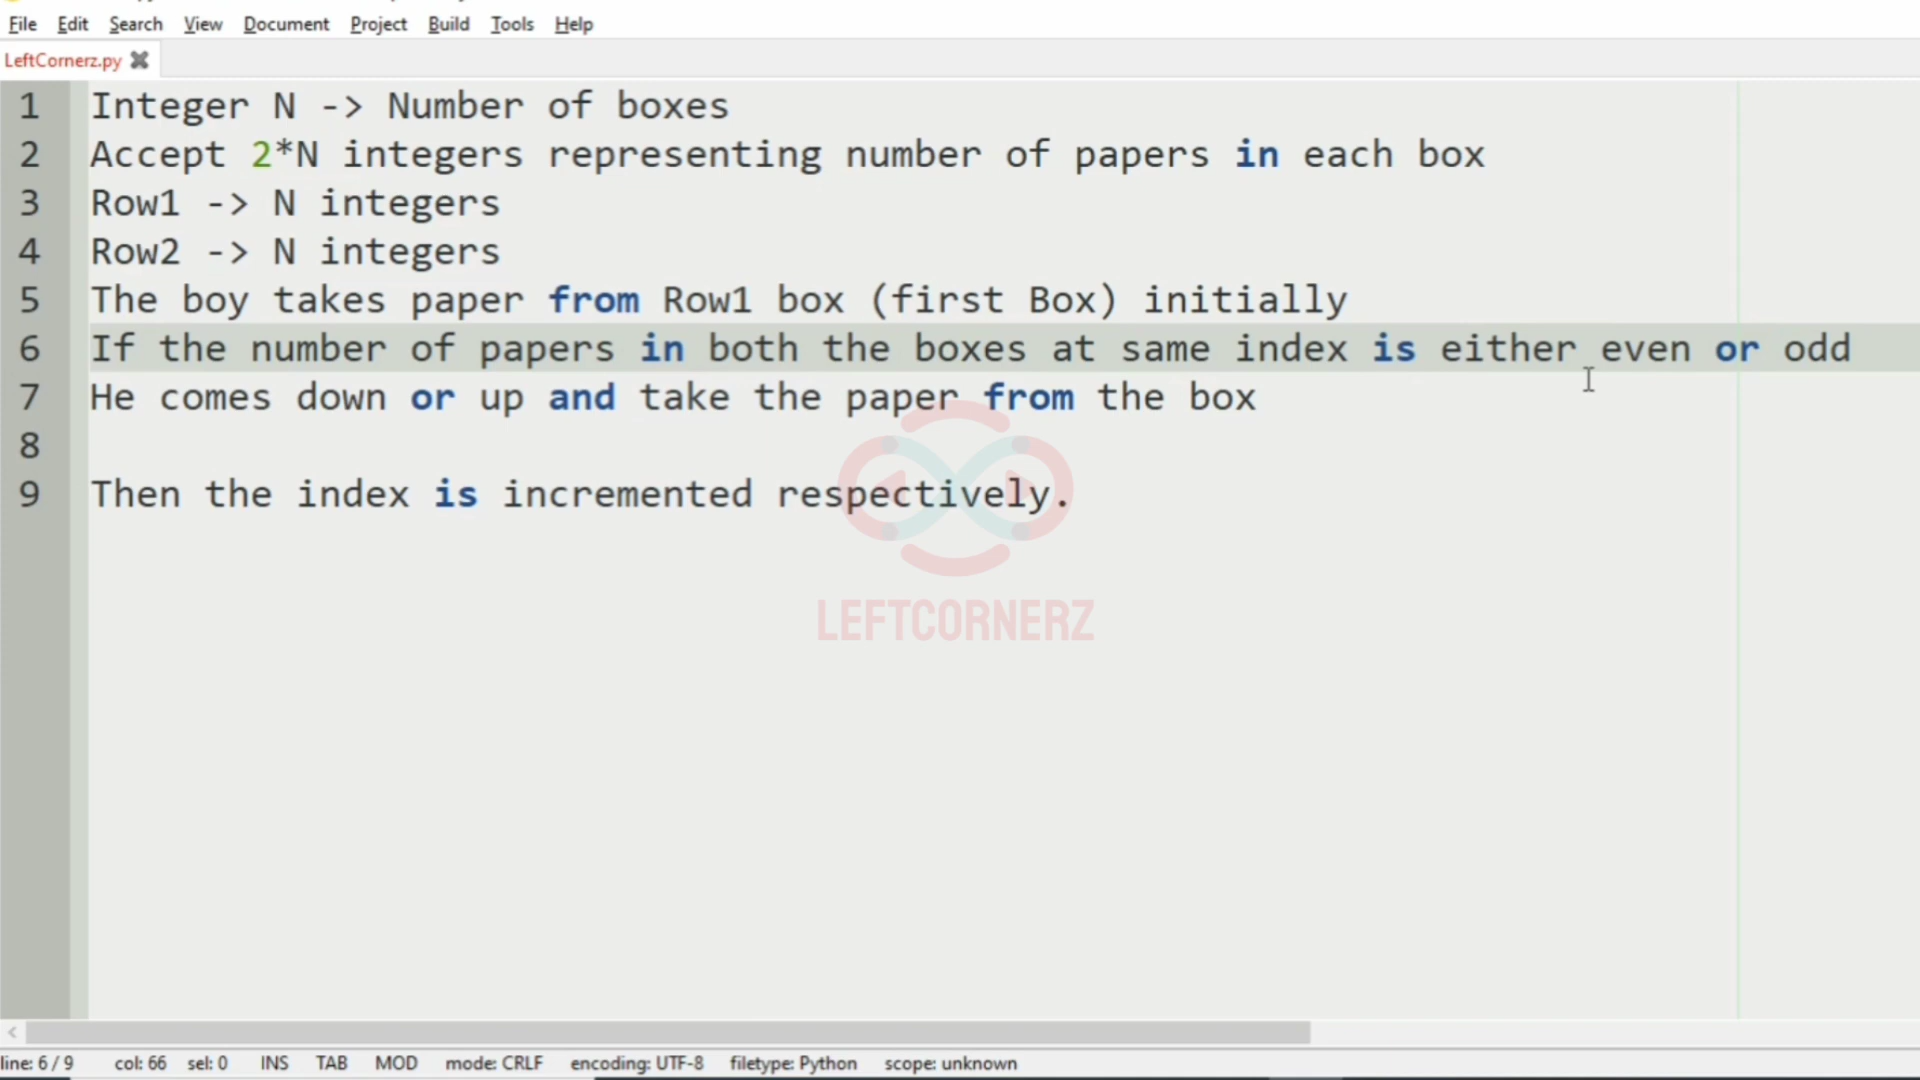 File Edit Search View Document Project Build Tools Help
LeftCornerz.py
1 Integer N -> Number of boxes
2 Accept 2*N integers representing number of papers in each box
3 Row1 -> N integers
4 Row2 -> N integers
5 The boy takes paper from Row1 box (first Box) initially
6 If the number of papers in both the boxes at same index is either even or odd
7 He comes down or up and take the paper from the box
8
9 Then the index is incremented respectively.
LEFTCORNERZ
line: 6 / 9 col: 66 sel: 0 INS TAB MOD mode: CRLF encoding: UTF-8 filetype: Python scope: unknown